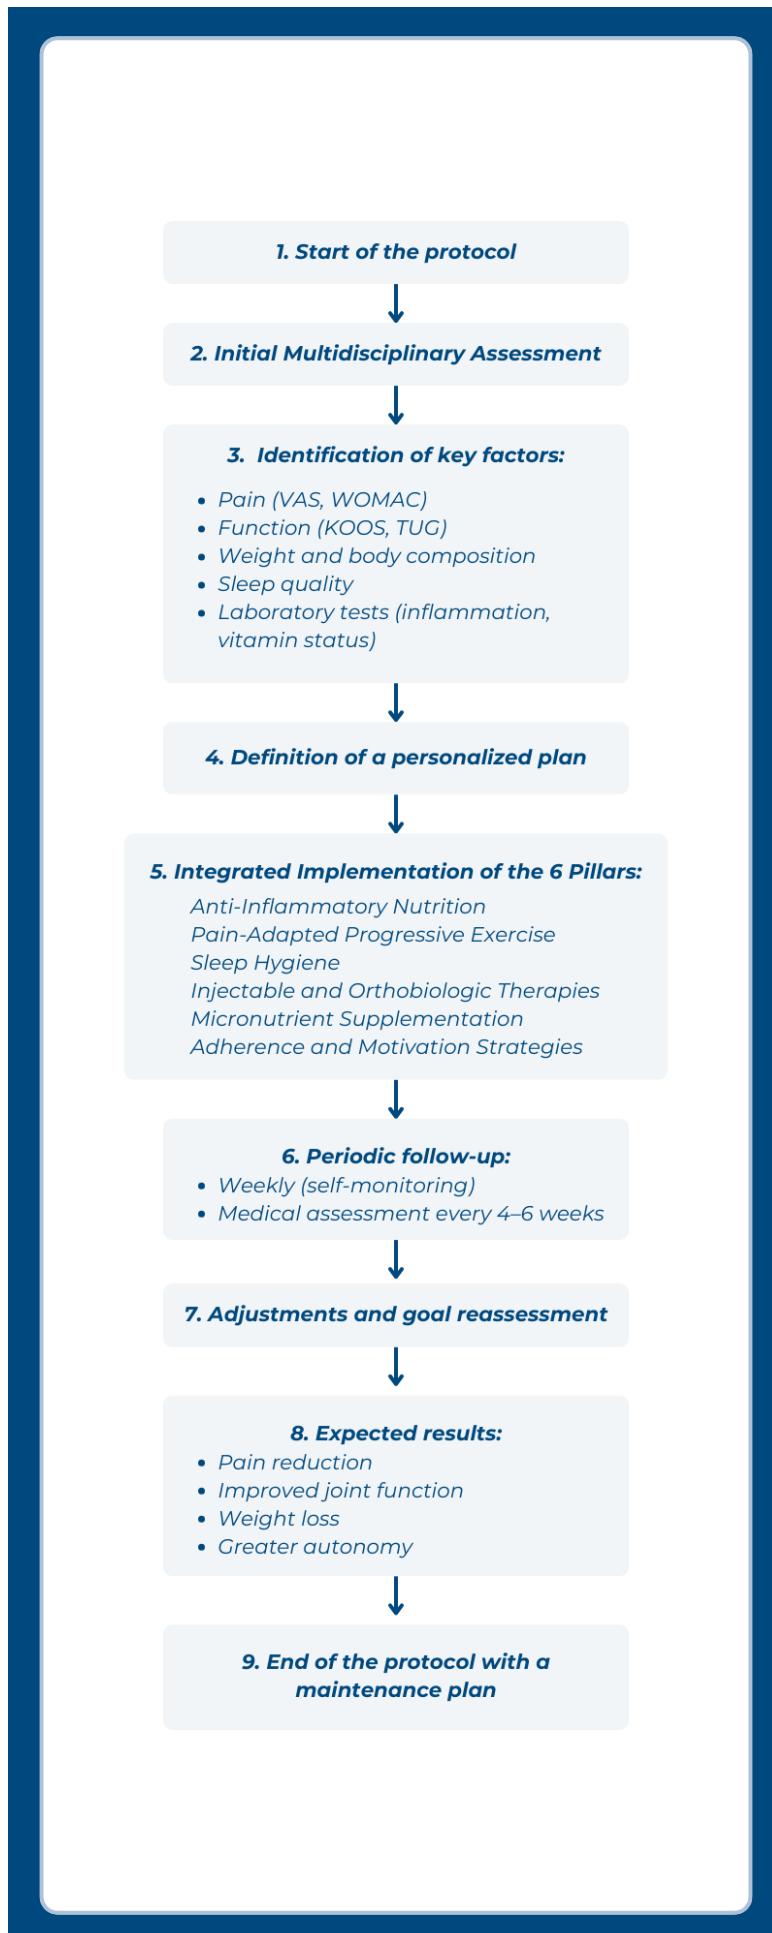 1. Start of the protocol
2. Initial Multidisciplinary Assessment
3. Identification of key factors:
• Pain (VAS, WOMAC)
• Function (KOOS, TUG)
• Weight and body composition
• Sleep quality
• Laboratory tests (inflammation,
vitamin status)
4. Definition of a personalized plan
5. Integrated Implementation of the 6 Pillars:
Anti-Inflammatory Nutrition
Pain-Adapted Progressive Exercise
Sleep Hygiene
Injectable and Orthobiologic Therapies
Micronutrient Supplementation
Adherence and Motivation Strategies
6. Periodic follow-up:
• Weekly (self-monitoring)
• Medical assessment every 4–6 weeks
7. Adjustments and goal reassessment
8. Expected results:
• Pain reduction
• Improved joint function
• Weight loss
• Greater autonomy
9. End of the protocol with a
maintenance plan